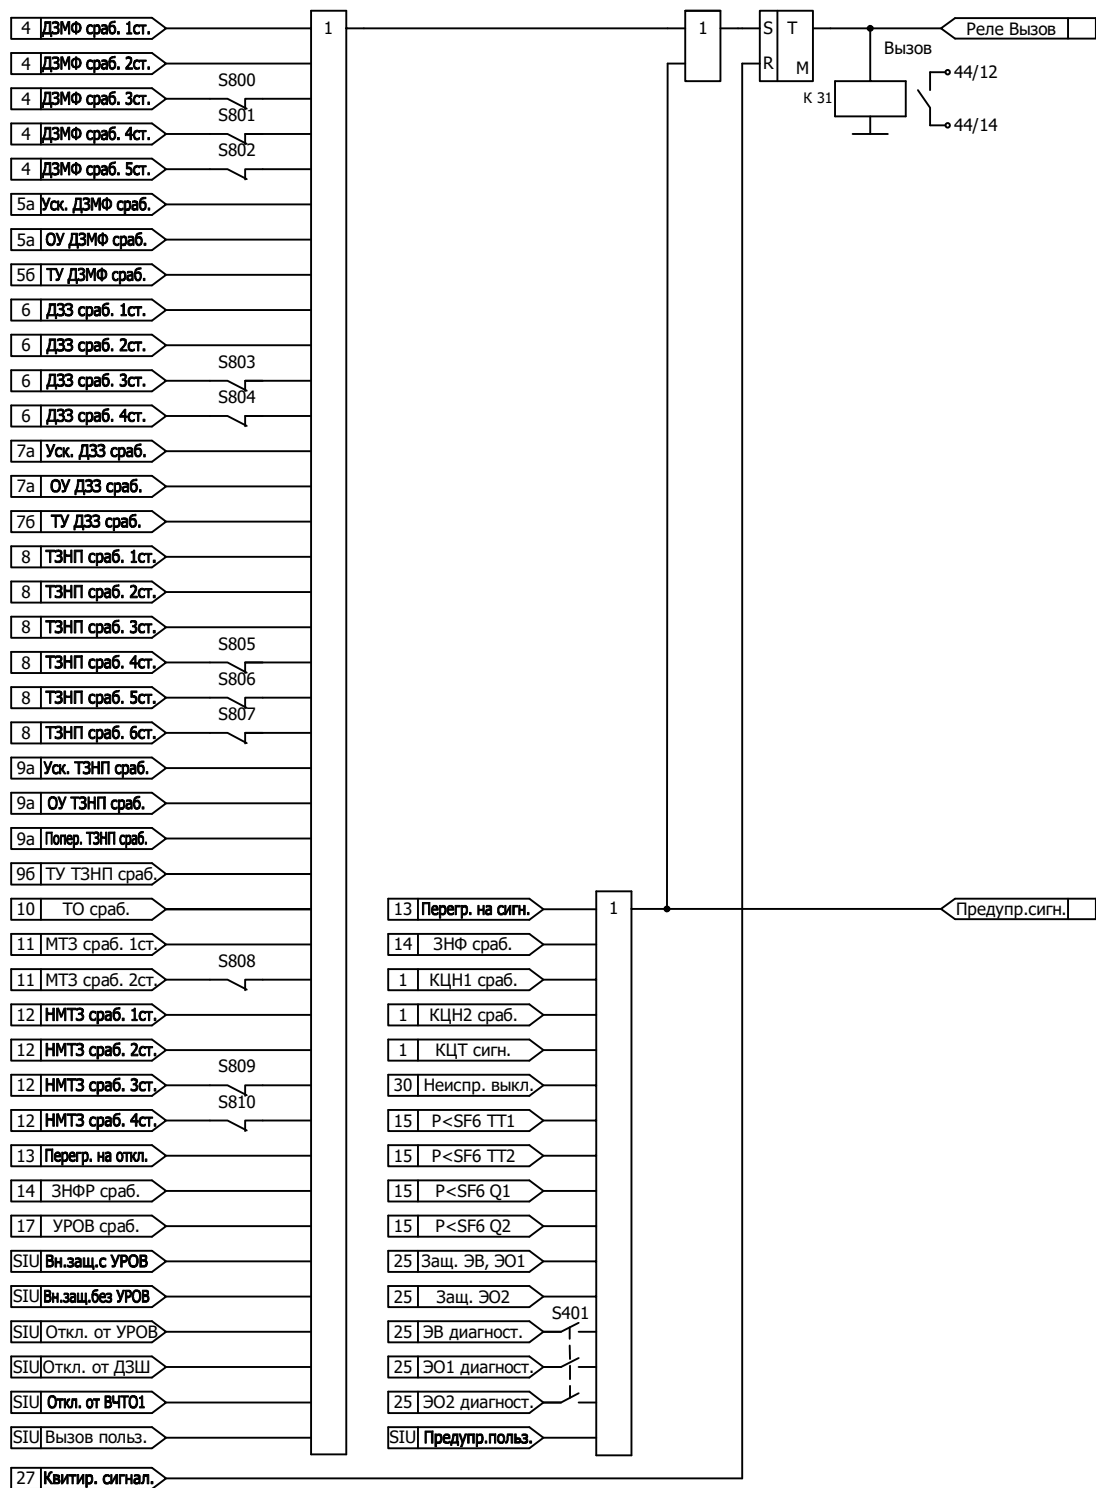 4 ДЗМФ сраб. 1ст.
4 ДЗМФ сраб. 2ст.
S800
4 ДЗМФ сраб. 3ст.
S801
4 ДЗМФ сраб. 4ст.
S802
4 ДЗМФ сраб. 5ст.
5а Уск. ДЗМФ сраб.
5а ОУ ДЗМФ сраб.
5б ТУ ДЗМФ сраб.
6 ДЗЗ сраб. 1ст.
6 ДЗЗ сраб. 2ст.
S803
6 ДЗЗ сраб. 3ст.
S804
6 ДЗЗ сраб. 4ст.
7а Уск. ДЗЗ сраб.
7а ОУ ДЗЗ сраб.
7б ТУ ДЗЗ сраб.
8 ТЗНП сраб. 1ст.
8 ТЗНП сраб. 2ст.
8 ТЗНП сраб. 3ст.
S805
8 ТЗНП сраб. 4ст.
S806
8 ТЗНП сраб. 5ст.
S807
8 ТЗНП сраб. 6ст.
9а Уск. ТЗНП сраб.
9а ОУ ТЗНП сраб.
9а Попер. ТЗНП сраб.
9б ТУ ТЗНП сраб.
10 ТО сраб.
11 МТЗ сраб. 1ст.
S808
11 МТЗ сраб. 2ст.
12 НМТЗ сраб. 1ст.
12 НМТЗ сраб. 2ст.
S809
12 НМТЗ сраб. 3ст.
S810
12 НМТЗ сраб. 4ст.
13 Перегр. на откл.
14 ЗНФР сраб.
17 УРОВ сраб.
SIU Вн.защ.с УРОВ
SIU Вн.защ.без УРОВ
SIU Откл. от УРОВ
SIU Откл. от ДЗШ
SIU Откл. от ВЧТО1
SIU Вызов польз.
27 Квитир. сигнал.
1
13 Перегр. на сигн.
14 ЗНФ сраб.
1 КЦН1 сраб.
1 КЦН2 сраб.
1 КЦТ сигн.
30 Неиспр. выкл.
15 P<SF6 ТТ1
15 P<SF6 ТТ2
15 P<SF6 Q1
15 P<SF6 Q2
25 Защ. ЭВ, ЭО1
25 Защ. ЭО2
S401
25 ЭВ диагност.
25 ЭО1 диагност.
25 ЭО2 диагност.
SIU Предупр.польз.
1
1
S T
R M
Реле Вызов
Вызов
К 31
44/12
44/14
Предупр.сигн.